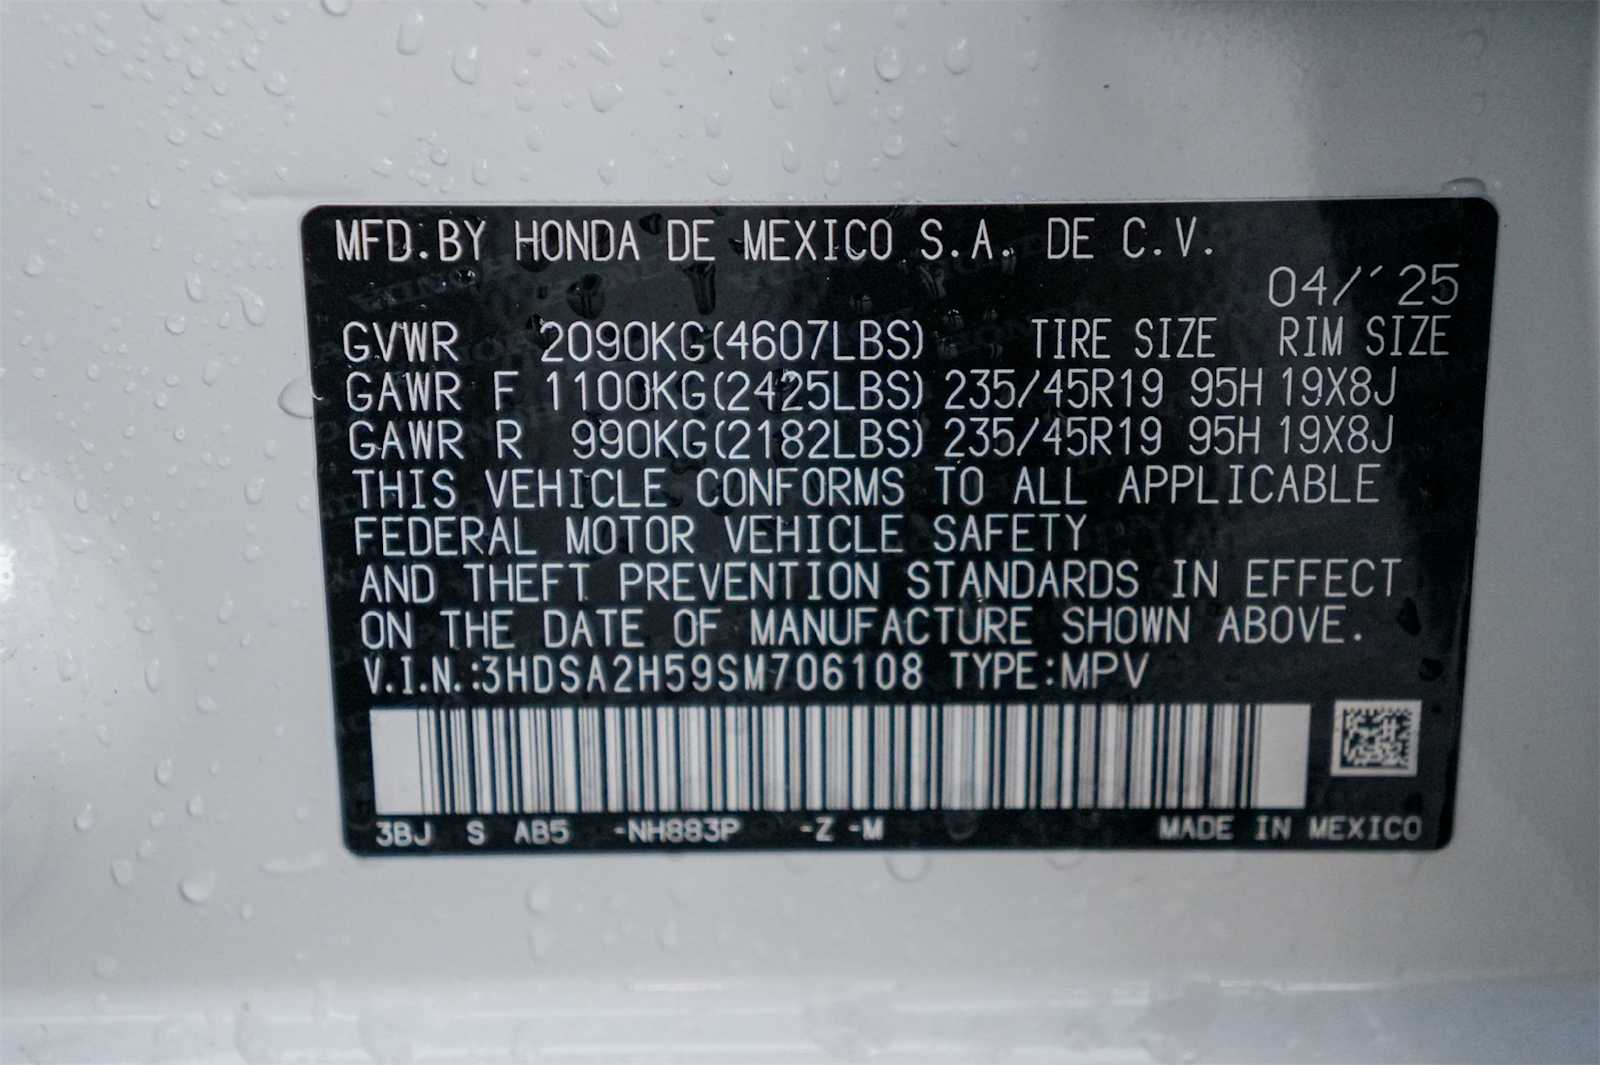 MFD.BY HONDA DE MEXICO S.A. DE C.V.
04/'25
GVWR 2090KG(4607LBS) TIRE SIZE RIM SIZE
GAWR F 1100KG(2425LBS) 235/45R19 95H 19X8J
GAWR R 990KG(2182LBS) 235/45R19 95H 19X8J
THIS VEHICLE CONFORMS TO ALL APPLICABLE
FEDERAL MOTOR VEHICLE SAFETY
AND THEFT PREVENTION STANDARDS IN EFFECT
ON THE DATE OF MANUFACTURE SHOWN ABOVE.
V.I.N.:3HDSA2H59SM706108 TYPE:MPV
3BJ S AB5 -NH883P -Z -M MADE IN MEXICO